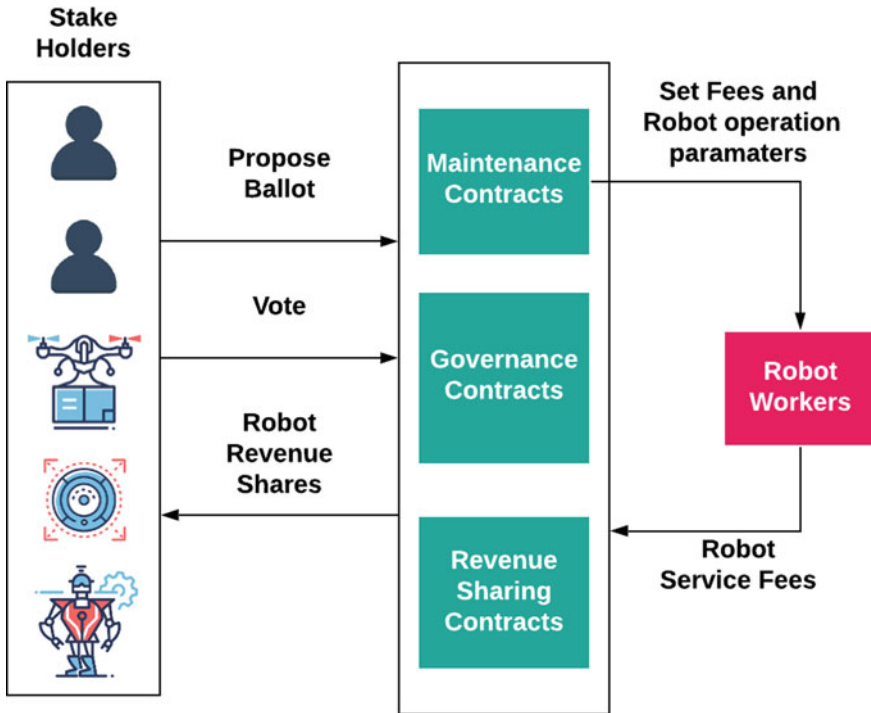 Stake
Holders
Propose
Ballot
Vote
Robot
Revenue
Shares
Maintenance
Contracts
Governance
Contracts
Revenue
Sharing
Contracts
Set Fees and
Robot operation
paramaters
Robot
Workers
Robot
Service Fees